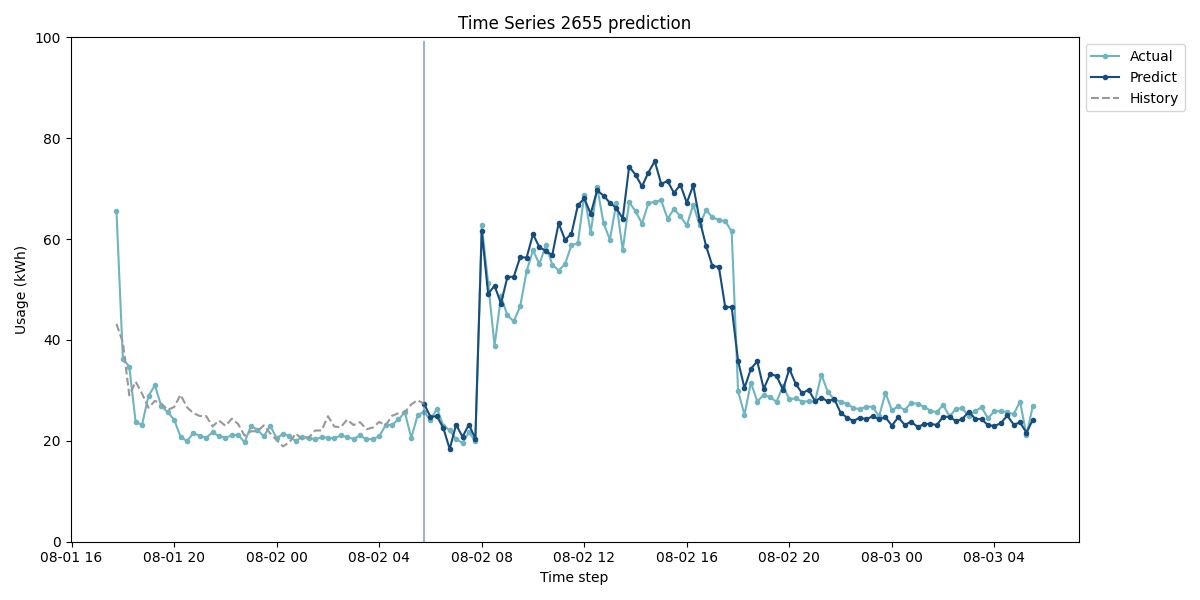 Time Series 2655 prediction
100
80
60
40
20
0
Usage (kWh)
08-01 16
08-01 20
08-02 00
08-02 04
08-02 08
08-02 12
08-02 16
08-02 20
08-03 00
08-03 04
Time step
Actual
Predict
History